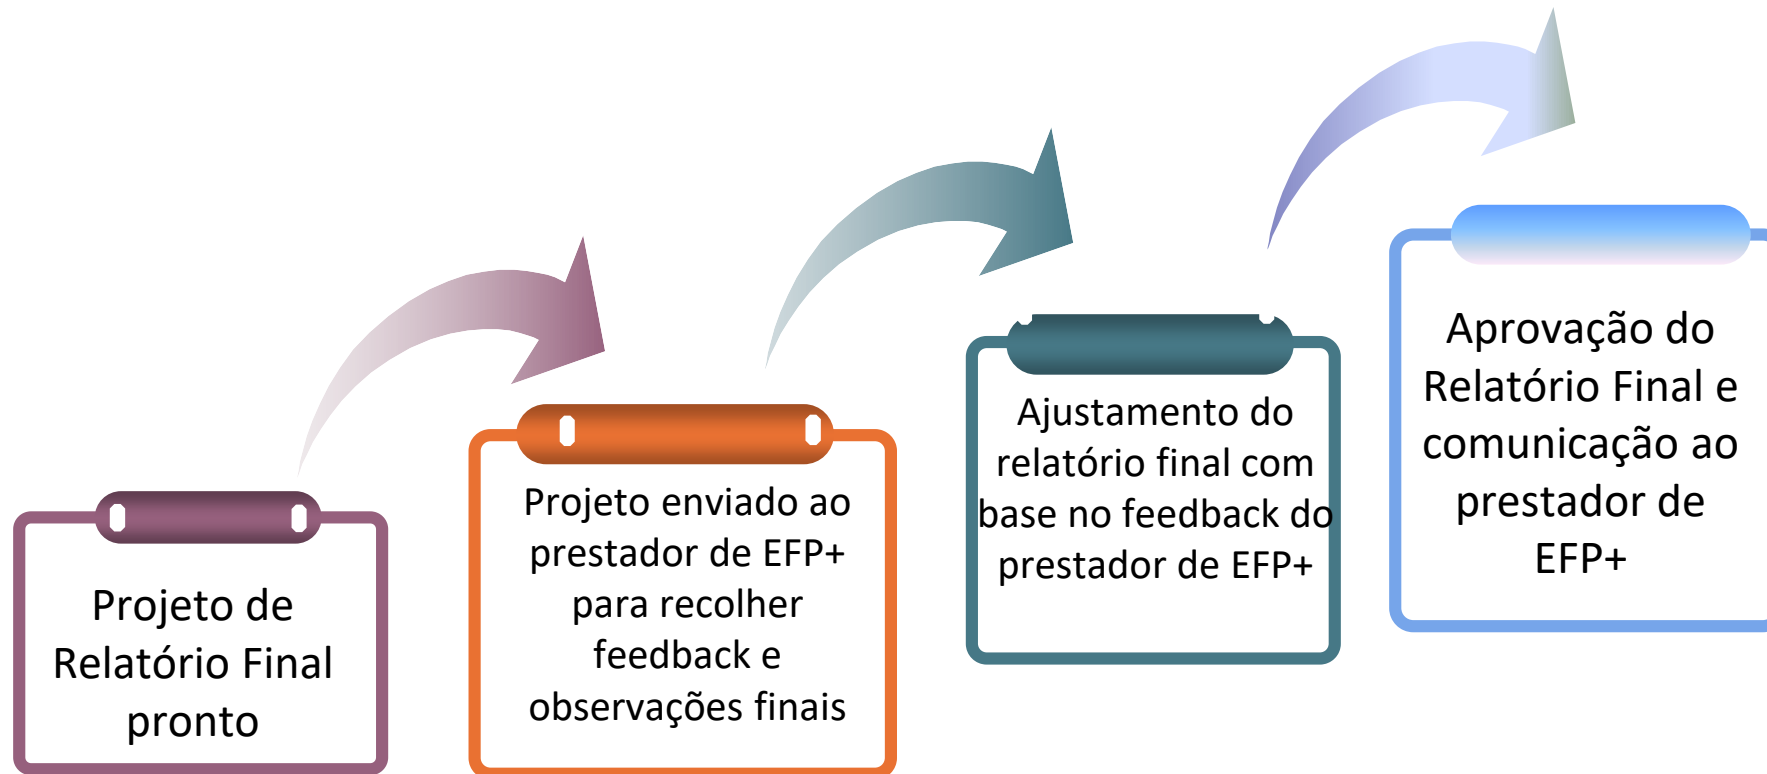 Projeto de
Relatório Final
pronto
Projeto enviado ao
prestador de EFP+
para recolher
feedback e
observações finais
Ajustamento do
relatório final com
base no feedback do
prestador de EFP+
Aprovação do
Relatório Final e
comunicação ao
prestador de
EFP+